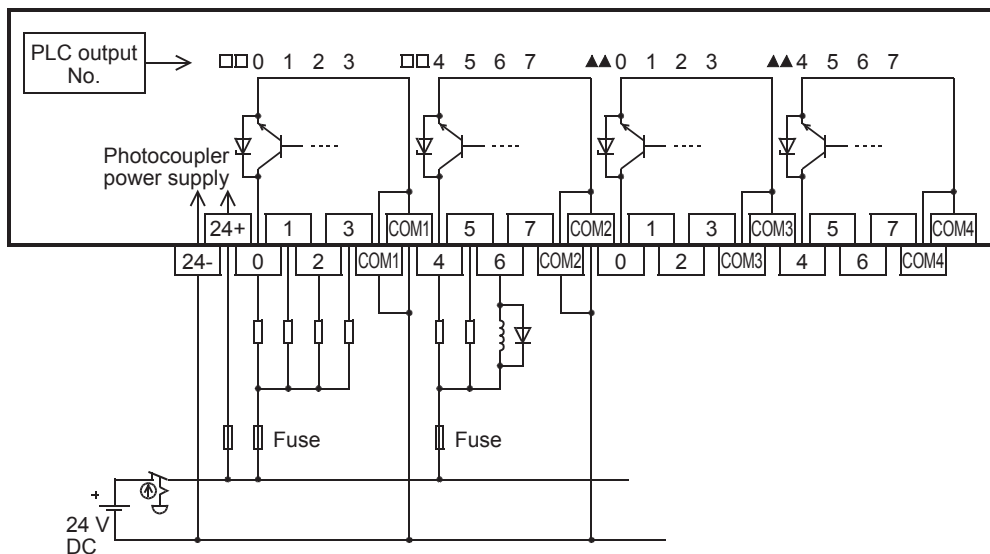 PLC output
No.
□□ 0 1 2 3 □□ 4 5 6 7 ▲▲ 0 1 2 3 ▲▲ 4 5 6 7
Photocoupler
power supply
24+ 1 3 COM1 5 7 COM2 1 3 COM3 5 7 COM4
24- 0 2 COM1 4 6 COM2 0 2 COM3 4 6 COM4
Fuse Fuse
+
24 V
DC